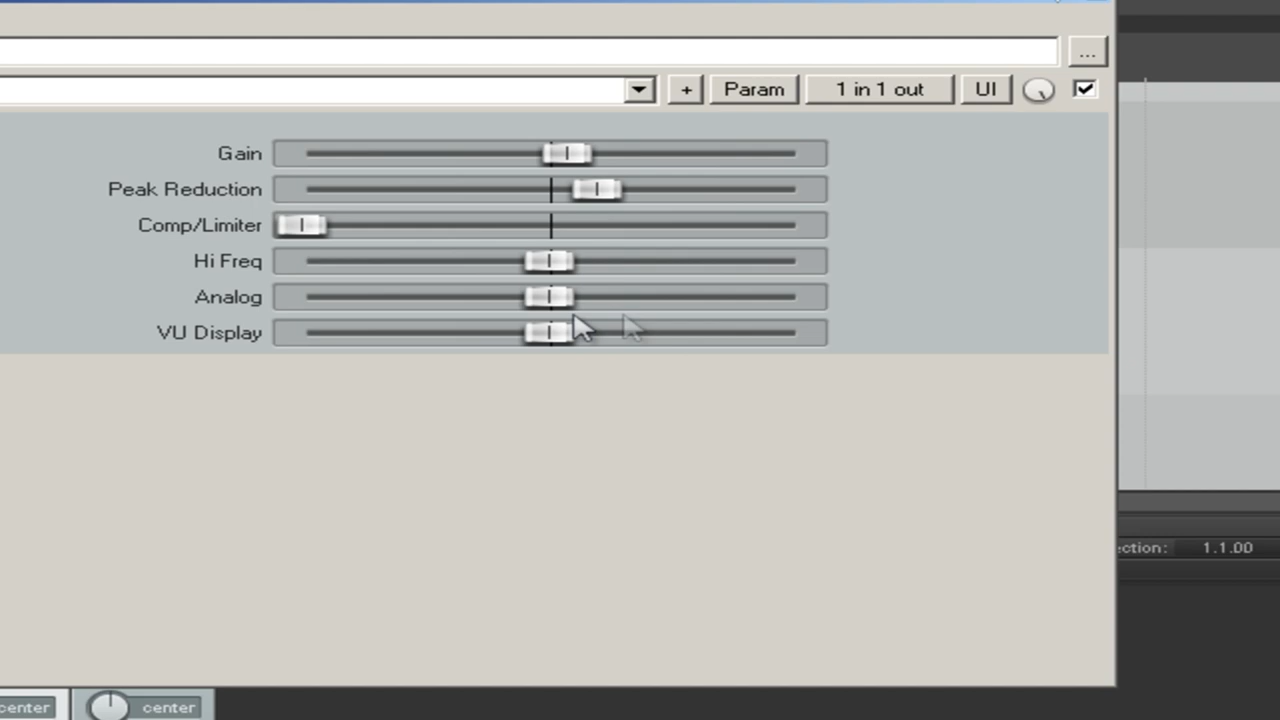 ...
+ Param 1 in 1 out UI
Gain
Peak Reduction
Comp/Limiter
Hi Freq
Analog
VU Display
1.1.00
center center